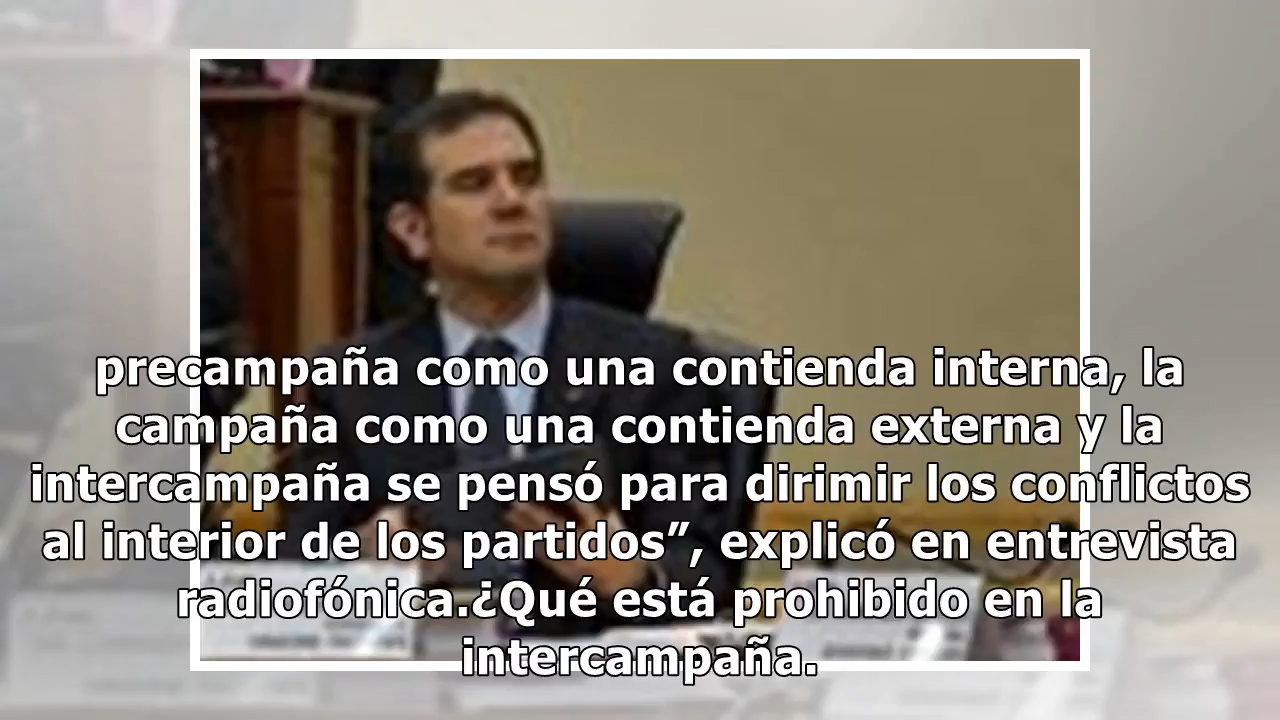 precampaña como una contienda interna, la
campaña como una contienda externa y la
intercampaña se pensó para dirimir los conflictos
al interior de los partidos”, explicó en entrevista
radiofónica.¿Qué está prohibido en la
intercampaña.